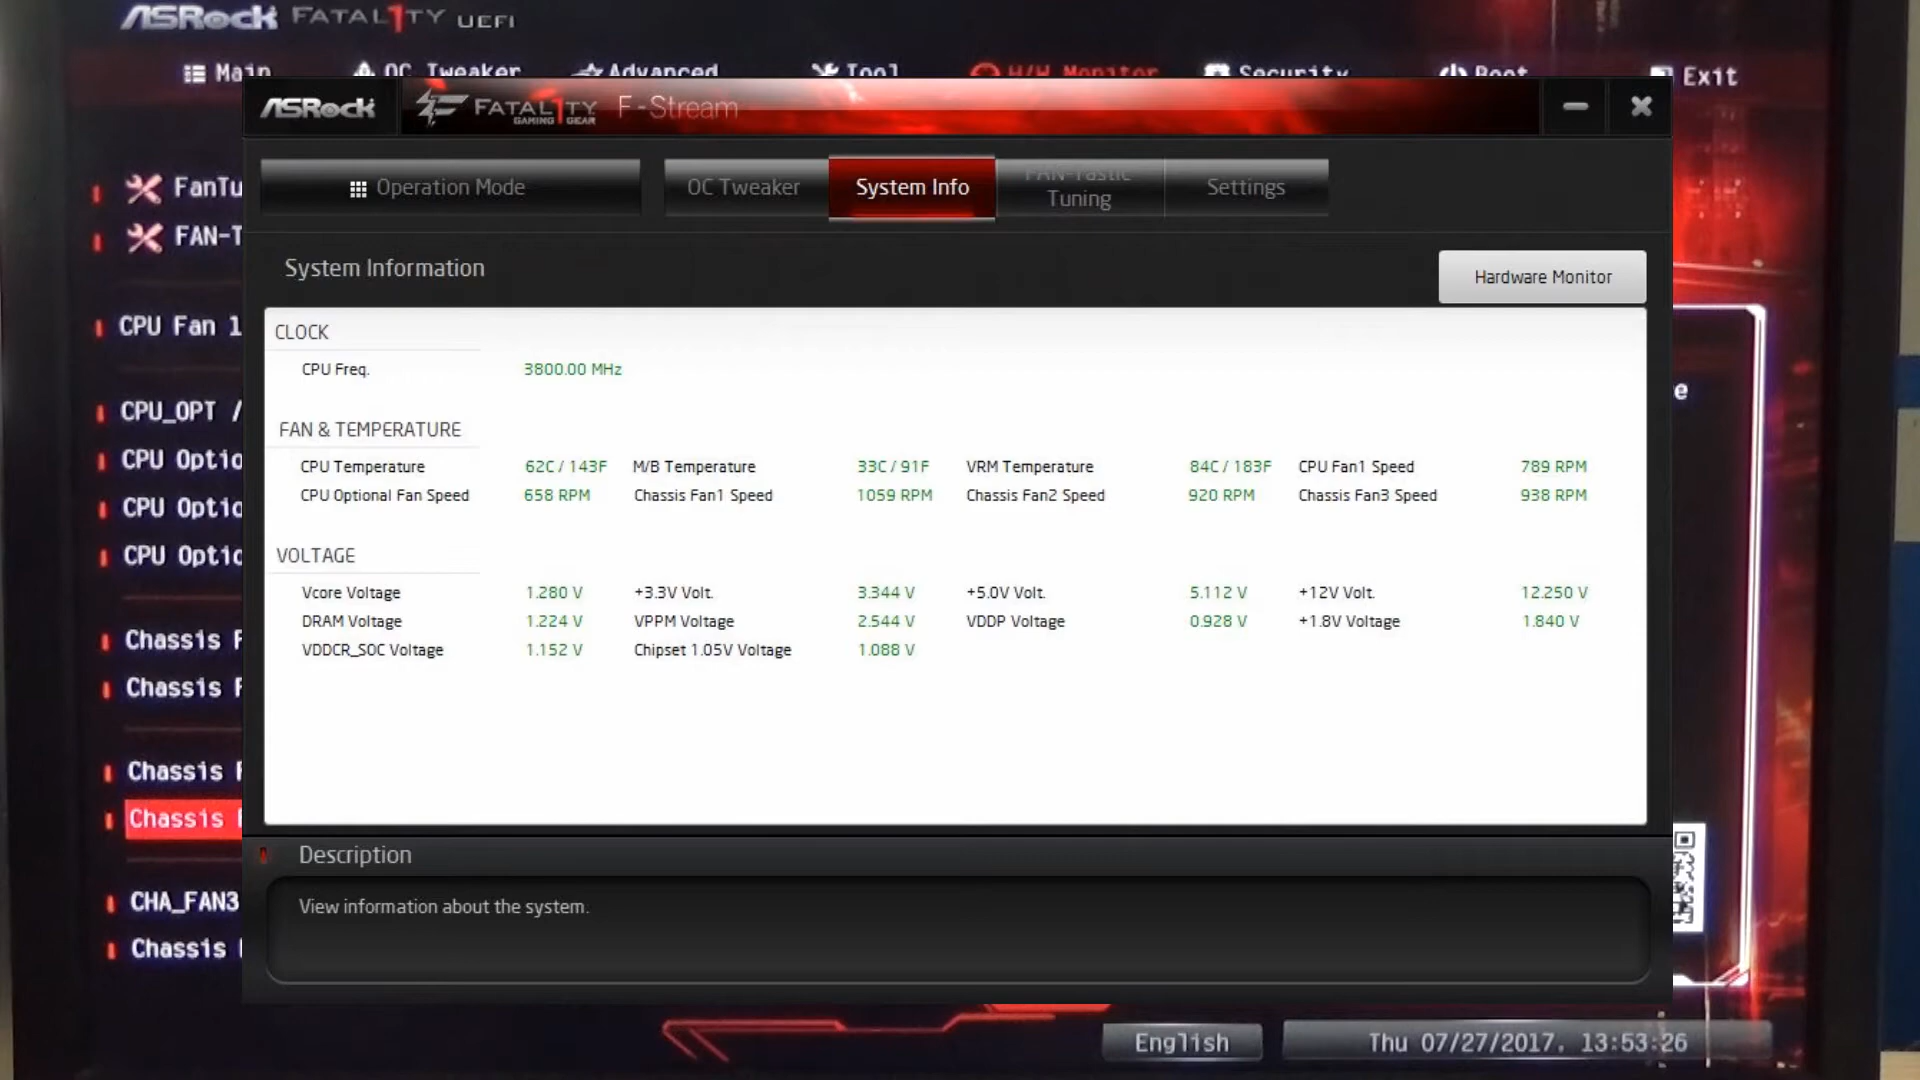 ASRock FATAL1TY UEFI
Main OC Tweaker Advanced Tool H/W Monitor Security Boot Exit
ASRock FATAL1TY GAMING GEAR F-Stream
Operation Mode OC Tweaker System Info FAN-Tastic Tuning Settings
System Information
Hardware Monitor
CLOCK
CPU Freq. 3800.00 MHz
FAN & TEMPERATURE
CPU Temperature 62C / 143F M/B Temperature 33C / 91F VRM Temperature 84C / 183F CPU Fan1 Speed 789 RPM
CPU Optional Fan Speed 658 RPM Chassis Fan1 Speed 1059 RPM Chassis Fan2 Speed 920 RPM Chassis Fan3 Speed 938 RPM
VOLTAGE
Vcore Voltage 1.280 V +3.3V Volt. 3.344 V +5.0V Volt. 5.112 V +12V Volt. 12.250 V
DRAM Voltage 1.224 V VPPM Voltage 2.544 V VDDP Voltage 0.928 V +1.8V Voltage 1.840 V
VDDCR_SOC Voltage 1.152 V Chipset 1.05V Voltage 1.088 V
Description
View information about the system.
FanTu
FAN-T
CPU Fan 1
CPU_OPT /
CPU Optio
CPU Optio
CPU Optio
Chassis F
Chassis F
Chassis F
Chassis
CHA_FAN3
Chassis
e
English Thu 07/27/2017, 13:53:26